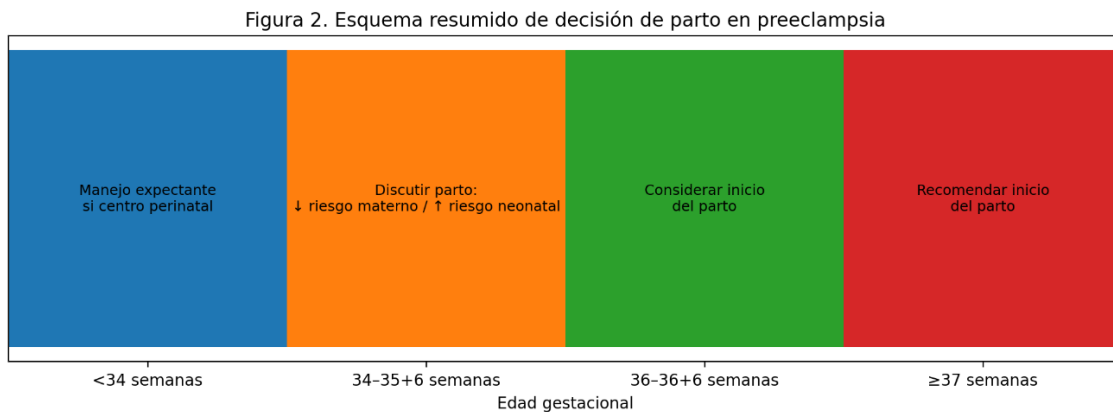 Figura 2. Esquema resumido de decisión de parto en preeclampsia
Manejo expectante
si centro perinatal
Discutir parto:
↓ riesgo materno / ↑ riesgo neonatal
Considerar inicio
del parto
Recomendar inicio
del parto
<34 semanas
34–35+6 semanas
36–36+6 semanas
≥37 semanas
Edad gestacional